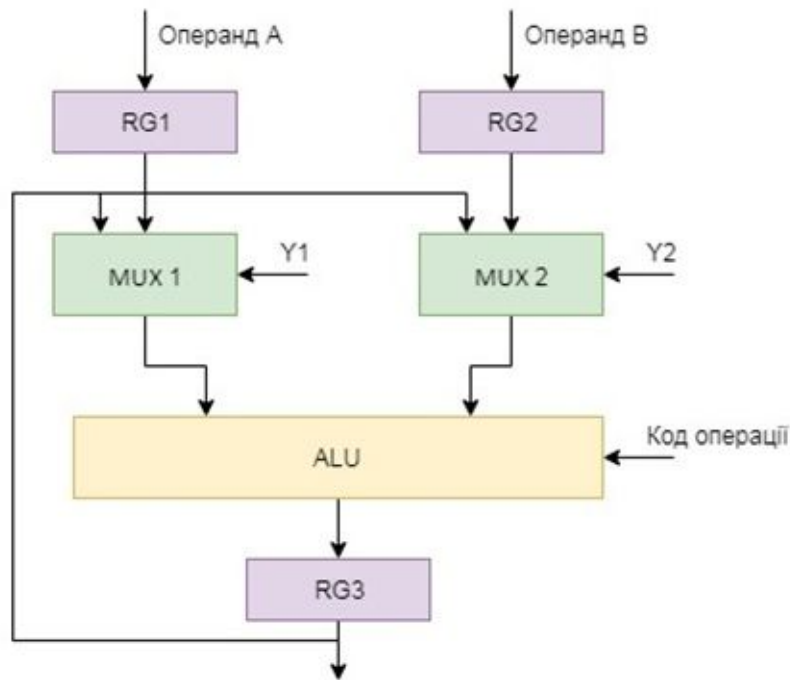 Операнд А
Операнд В
RG1
RG2
MUX 1
Y1
MUX 2
Y2
Код операції
ALU
RG3